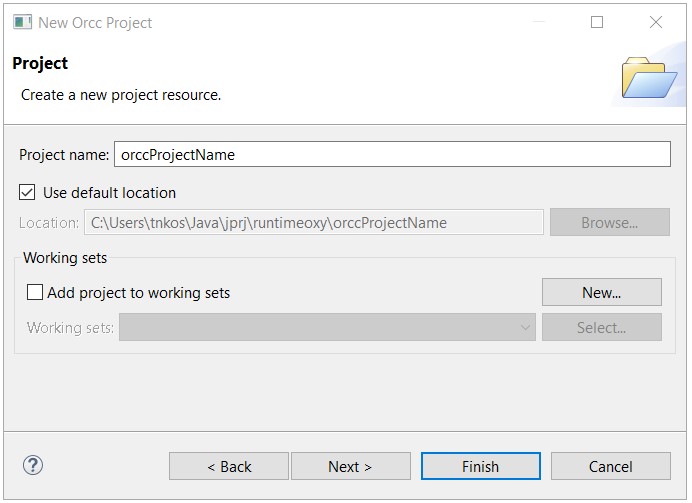 New Orcc Project
Project
Create a new project resource.
Project name: orccProjectName
Use default location
Location: C:\Users\tnkos\Java\jprj\runtimeoxy\orccProjectName Browse...
Working sets
Add project to working sets New...
Working sets: Select...
? < Back Next > Finish Cancel